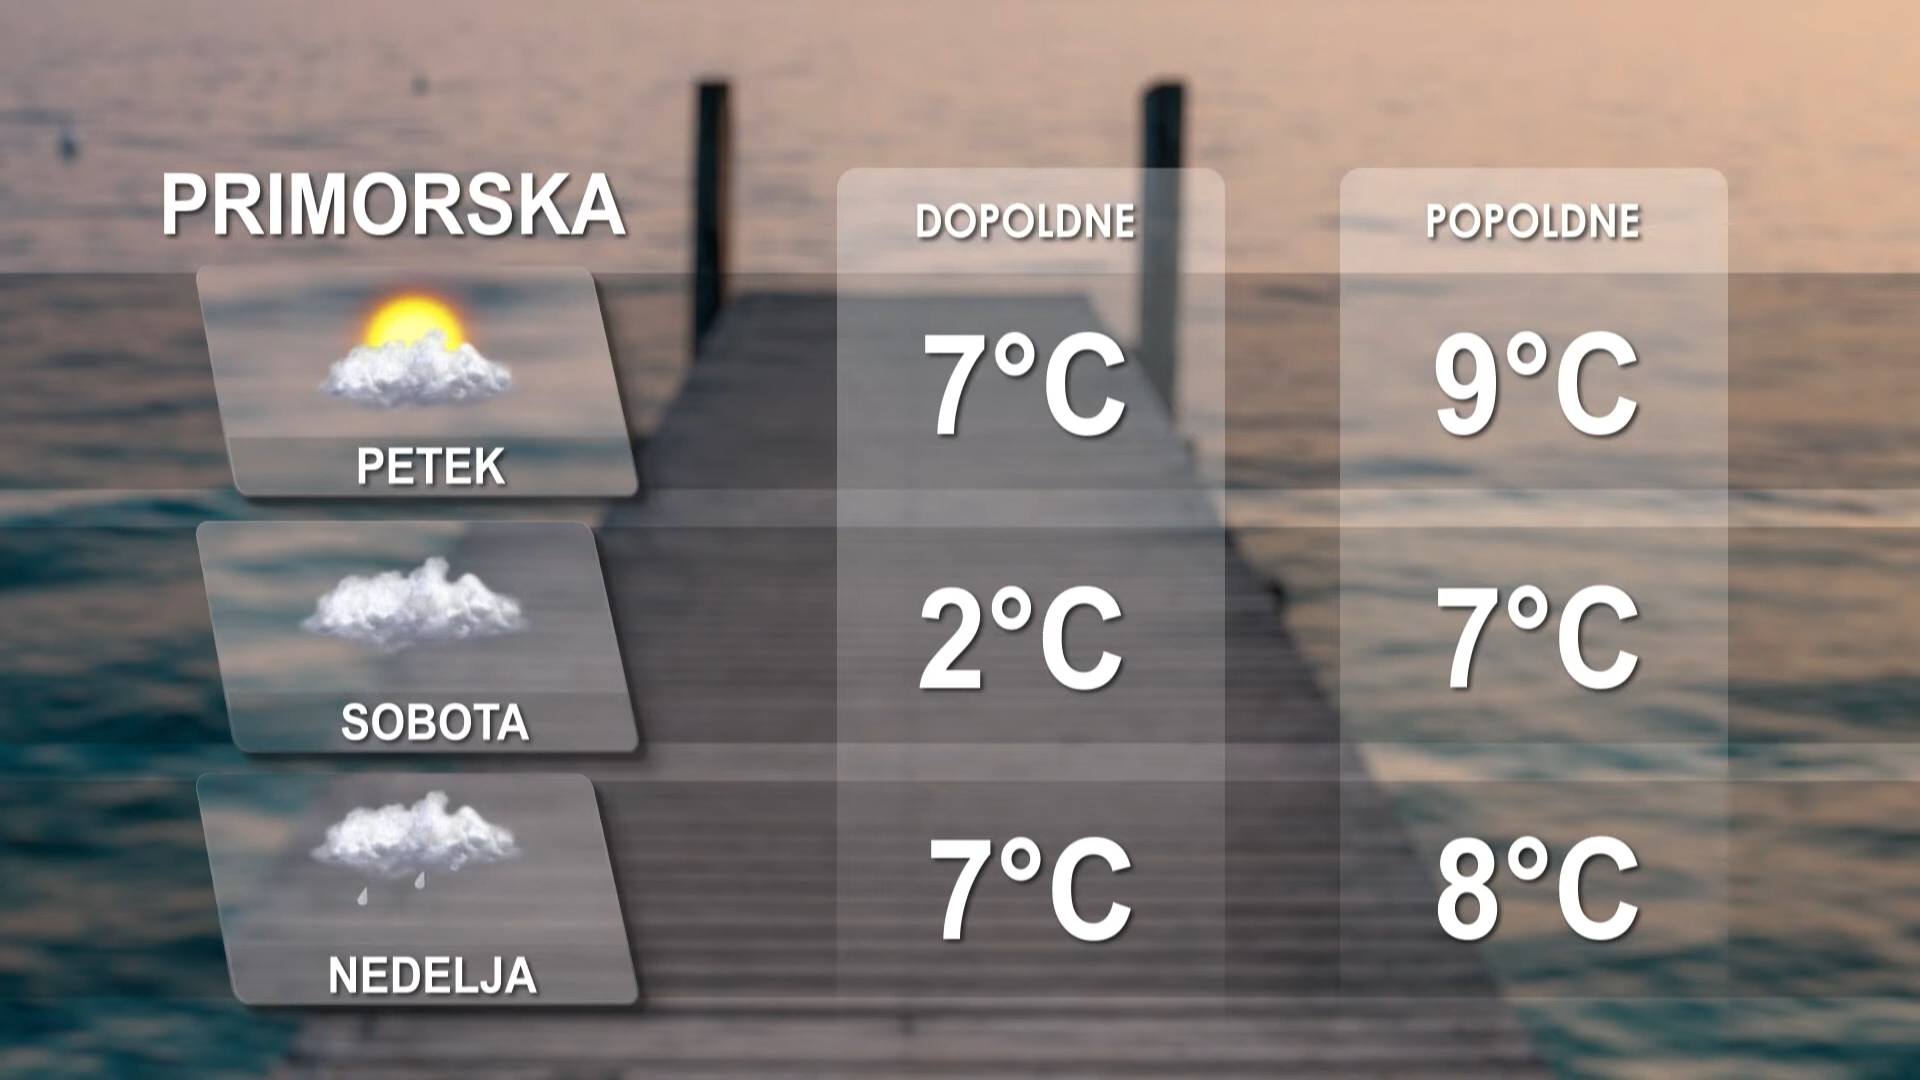 PRIMORSKA
DOPOLDNE
POPOLDNE
PETEK
7°C
9°C
SOBOTA
2°C
7°C
NEDELJA
7°C
8°C